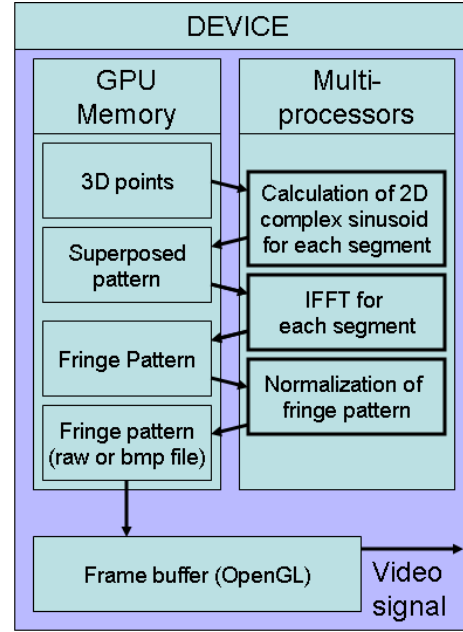 DEVICE
GPU
Memory
Multi-
processors
3D points
Calculation of 2D
complex sinusoid
for each segment
Superposed
pattern
IFFT for
each segment
Fringe Pattern
Normalization of
fringe pattern
Fringe pattern
(raw or bmp file)
Frame buffer (OpenGL)
Video
signal